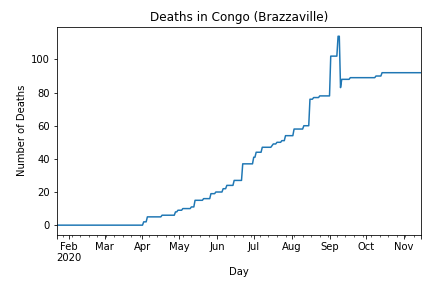 Deaths in Congo (Brazzaville)
Number of Deaths
100
80
60
40
20
0
Feb Mar Apr May Jun Jul Aug Sep Oct Nov
2020
Day